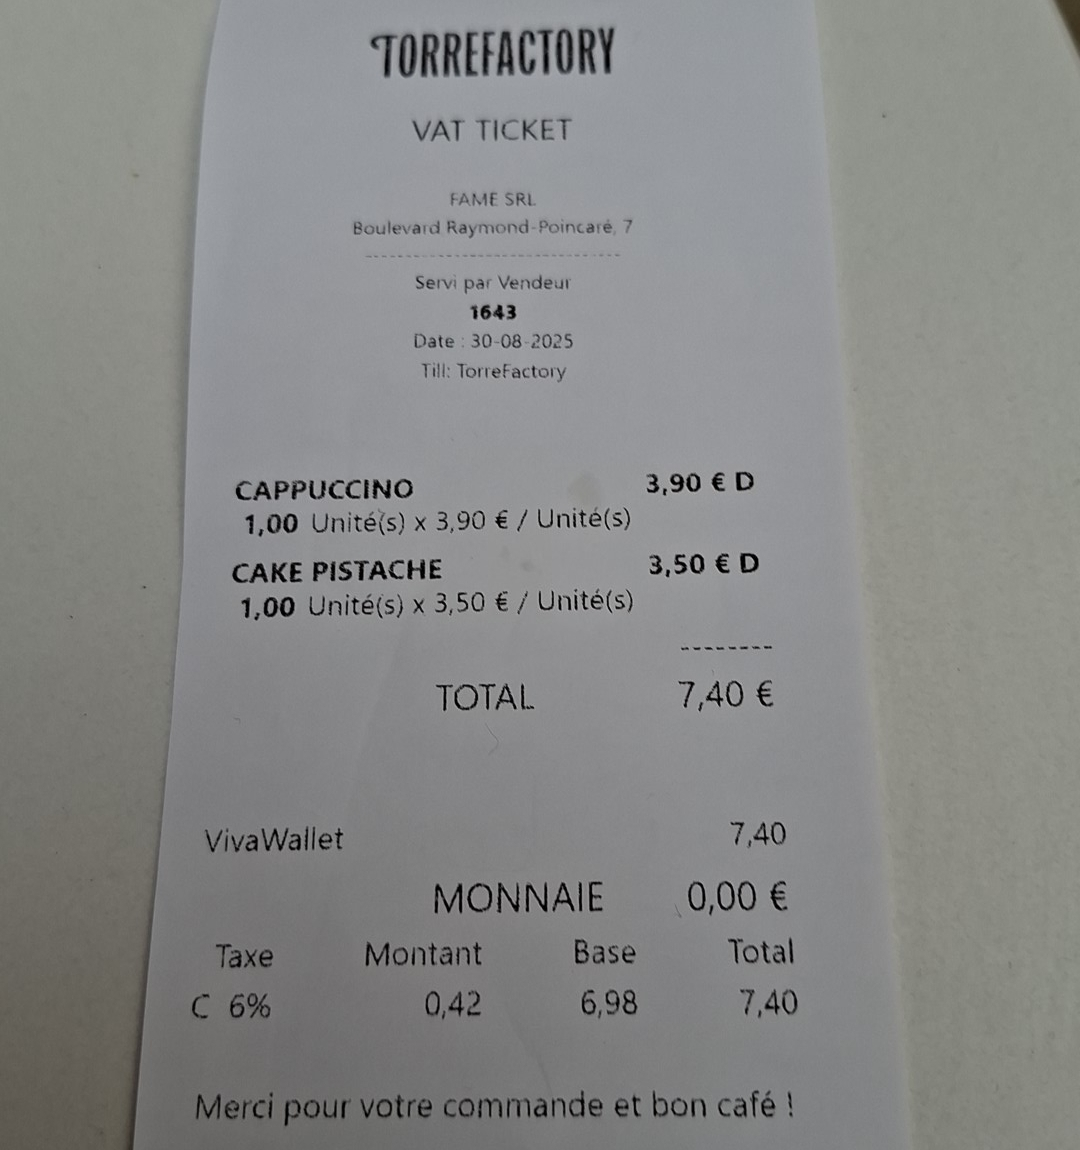 TORREFACTORY
VAT TICKET
FAME SRL
Boulevard Raymond-Poincaré, 7
--------------------------------
Servi par Vendeur
1643
Date : 30-08-2025
Till: TorreFactory
CAPPUCCINO 3,90 € D
1,00 Unité(s) x 3,90 € / Unité(s)
CAKE PISTACHE 3,50 € D
1,00 Unité(s) x 3,50 € / Unité(s)
--------
TOTAL 7,40 €
VivaWallet 7,40
MONNAIE 0,00 €
Taxe Montant Base Total
C 6% 0,42 6,98 7,40
Merci pour votre commande et bon café !